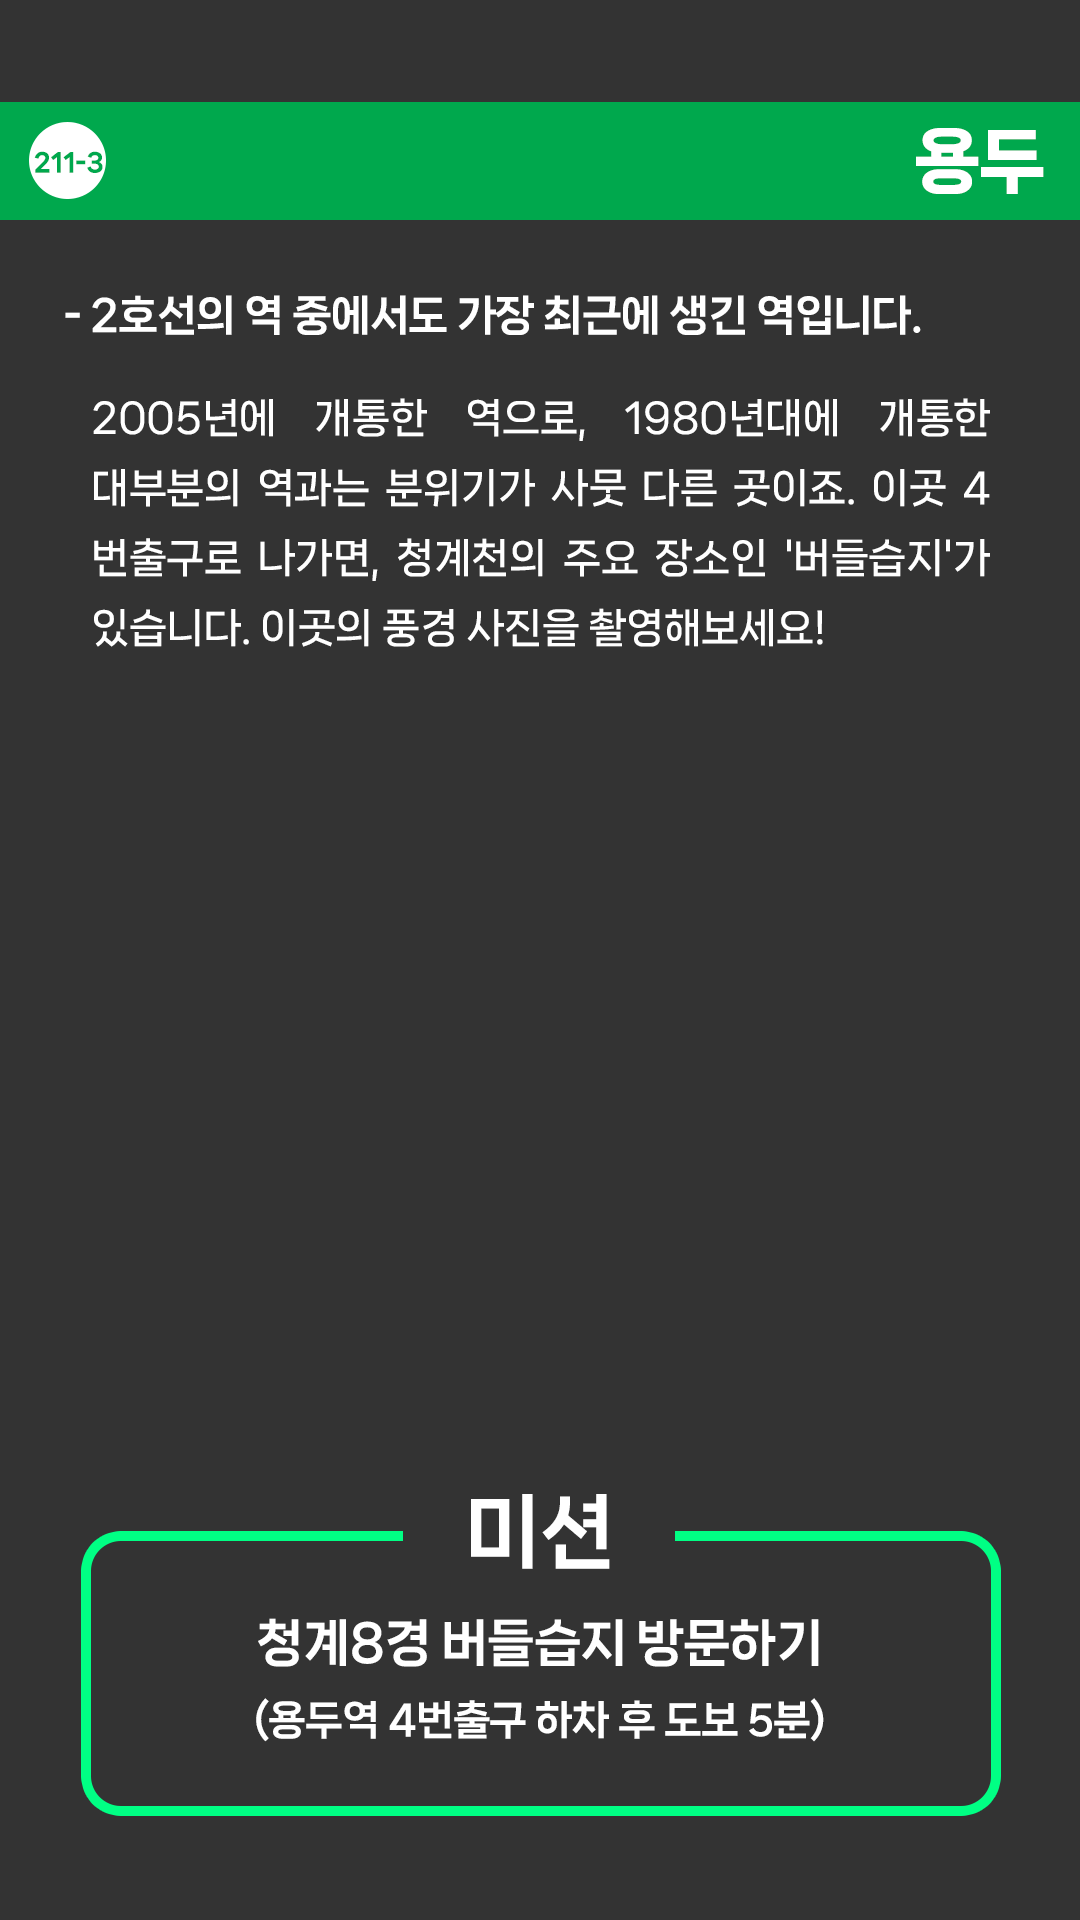 211-3
용두
- 2호선의 역 중에서도 가장 최근에 생긴 역입니다.
2005년에 개통한 역으로, 1980년대에 개통한
대부분의 역과는 분위기가 사뭇 다른 곳이죠. 이곳 4
번출구로 나가면, 청계천의 주요 장소인 '버들습지'가
있습니다. 이곳의 풍경 사진을 촬영해보세요!
미션
청계8경 버들습지 방문하기
(용두역 4번출구 하차 후 도보 5분)